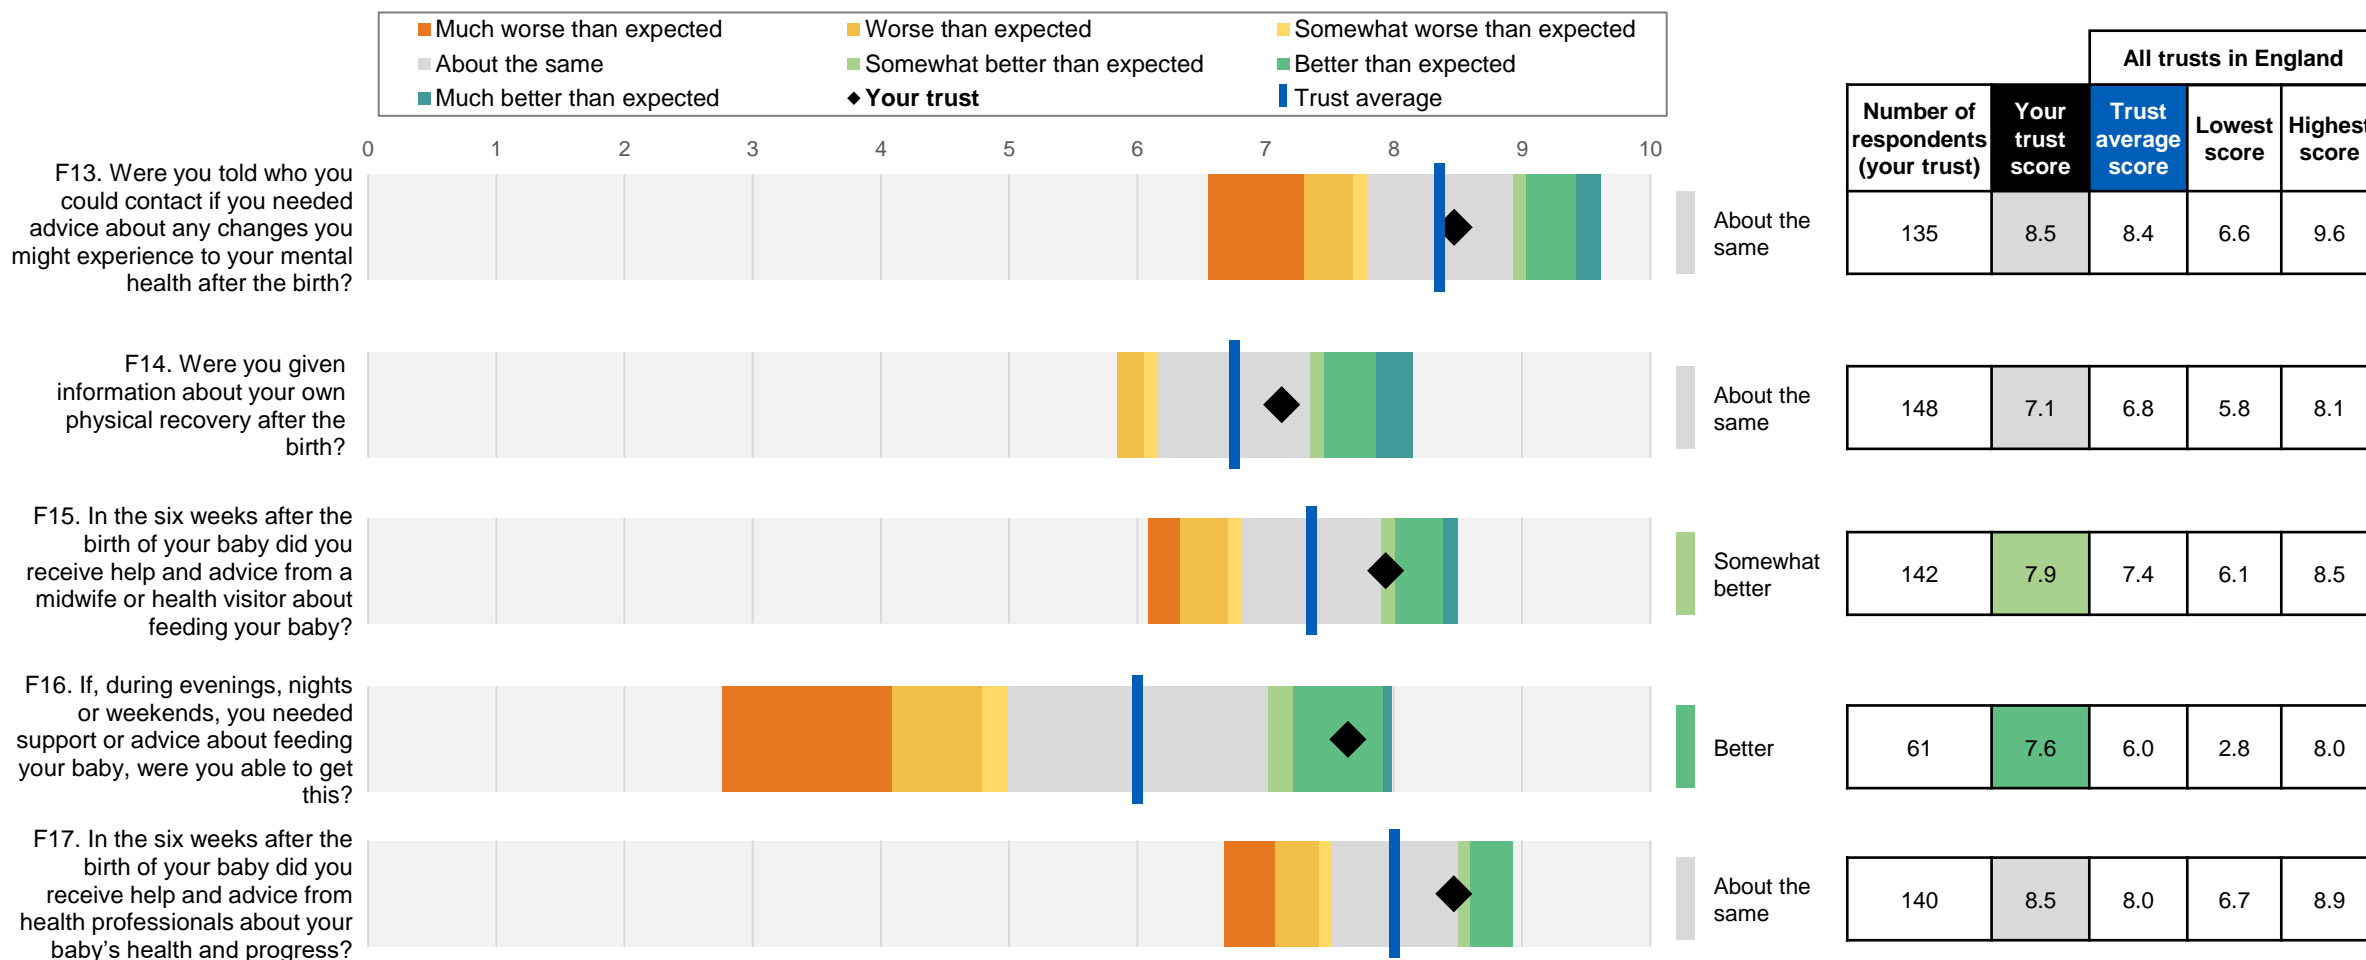 Much worse than expected
Worse than expected
Somewhat worse than expected
About the same
Somewhat better than expected
Better than expected
Much better than expected
Your trust
Trust average
All trusts in England
Number of
respondents
(your trust)
Your
trust
score
Trust
average
score
Lowest
score
Highest
score
0 1 2 3 4 5 6 7 8 9 10
F13. Were you told who you
could contact if you needed
advice about any changes you
might experience to your mental
health after the birth?
About the
same
135 8.5 8.4 6.6 9.6
F14. Were you given
information about your own
physical recovery after the
birth?
About the
same
148 7.1 6.8 5.8 8.1
F15. In the six weeks after the
birth of your baby did you
receive help and advice from a
midwife or health visitor about
feeding your baby?
Somewhat
better
142 7.9 7.4 6.1 8.5
F16. If, during evenings, nights
or weekends, you needed
support or advice about feeding
your baby, were you able to get
this?
Better
61 7.6 6.0 2.8 8.0
F17. In the six weeks after the
birth of your baby did you
receive help and advice from
health professionals about your
baby's health and progress?
About the
same
140 8.5 8.0 6.7 8.9